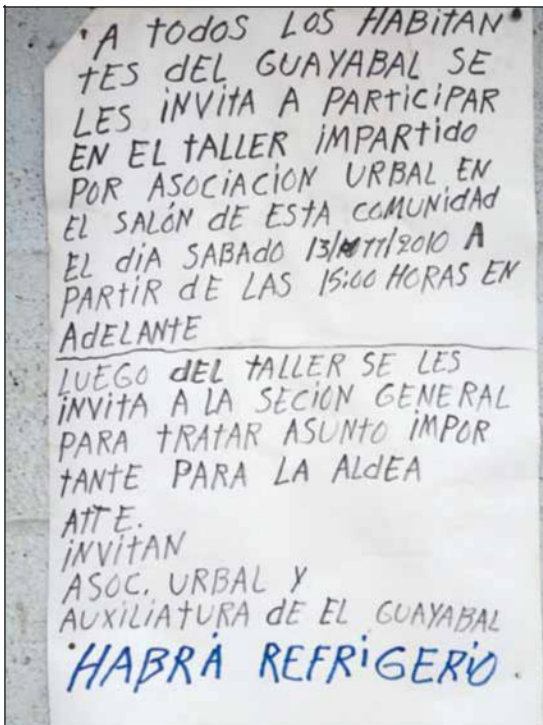 A TODOS LOS HABITAN
TES DEL GUAYABAL SE
LES INVITA A PARTICIPAR
EN EL TALLER IMPARTIDO
POR ASOCIACION URBAL EN
EL SALÓN DE ESTA COMUNIDAD
EL DIA SABADO 13/11/2010 A
PARTIR DE LAS 15:00 HORAS EN
ADELANTE
LUEGO DEL TALLER SE LES
INVITA A LA SECION GENERAL
PARA TRATAR ASUNTO IMPOR
TANTE PARA LA ALDEA
ATTE.
INVITAN
ASOC. URBAL Y
AUXILIATURA DE EL GUAYABAL
HABRÁ REFRIGERIO.